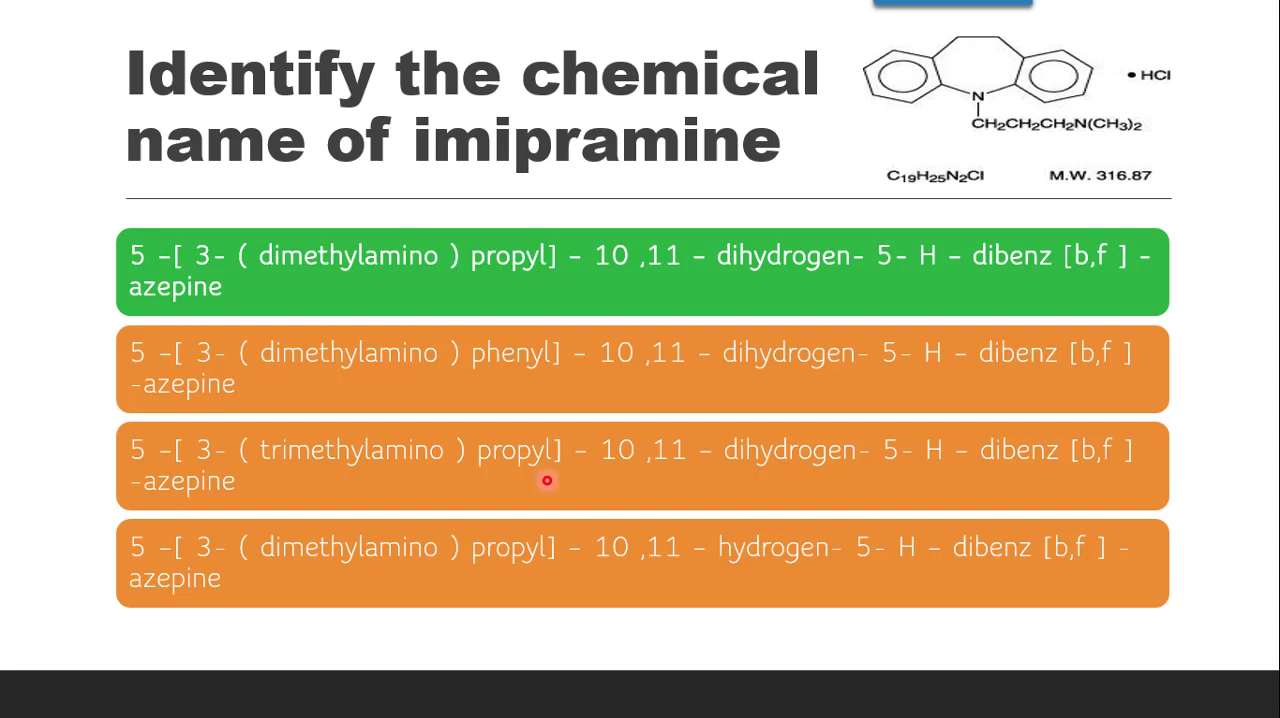 Identify the chemical
name of imipramine
N
• HCl
CH₂CH₂CH₂N(CH₃)₂
C₁₉H₂₅N₂Cl M.W. 316.87
5 -[ 3- ( dimethylamino ) propyl] - 10 ,11 - dihydrogen- 5- H - dibenz [b,f ] -
azepine
5 -[ 3- ( dimethylamino ) phenyl] - 10 ,11 - dihydrogen- 5- H - dibenz [b,f ]
-azepine
5 -[ 3- ( trimethylamino ) propyl] - 10 ,11 - dihydrogen- 5- H - dibenz [b,f ]
-azepine
5 -[ 3- ( dimethylamino ) propyl] - 10 ,11 - hydrogen- 5- H - dibenz [b,f ] -
azepine